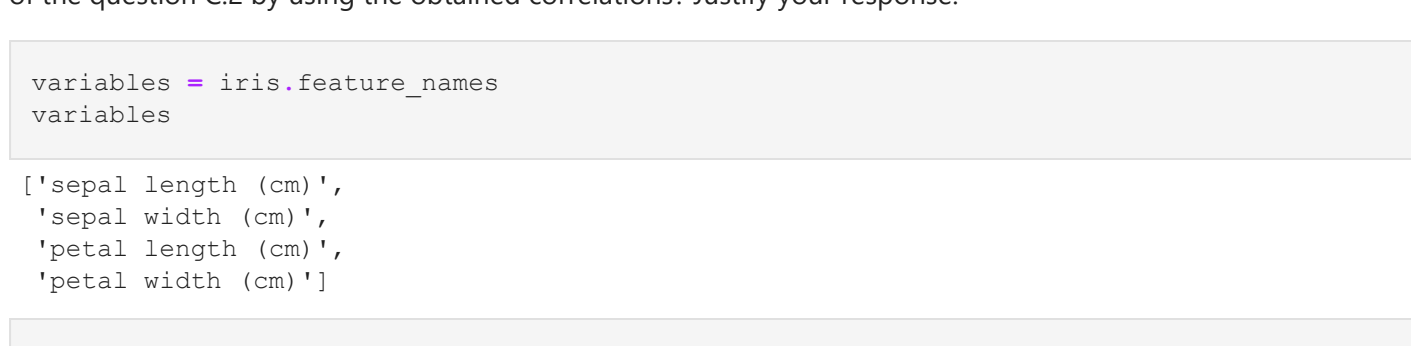 of the question C.2 by using the obtained correlations? Justify your response.
variables = iris.feature_names
variables
['sepal length (cm)',
'sepal width (cm)',
'petal length (cm)',
'petal width (cm)']